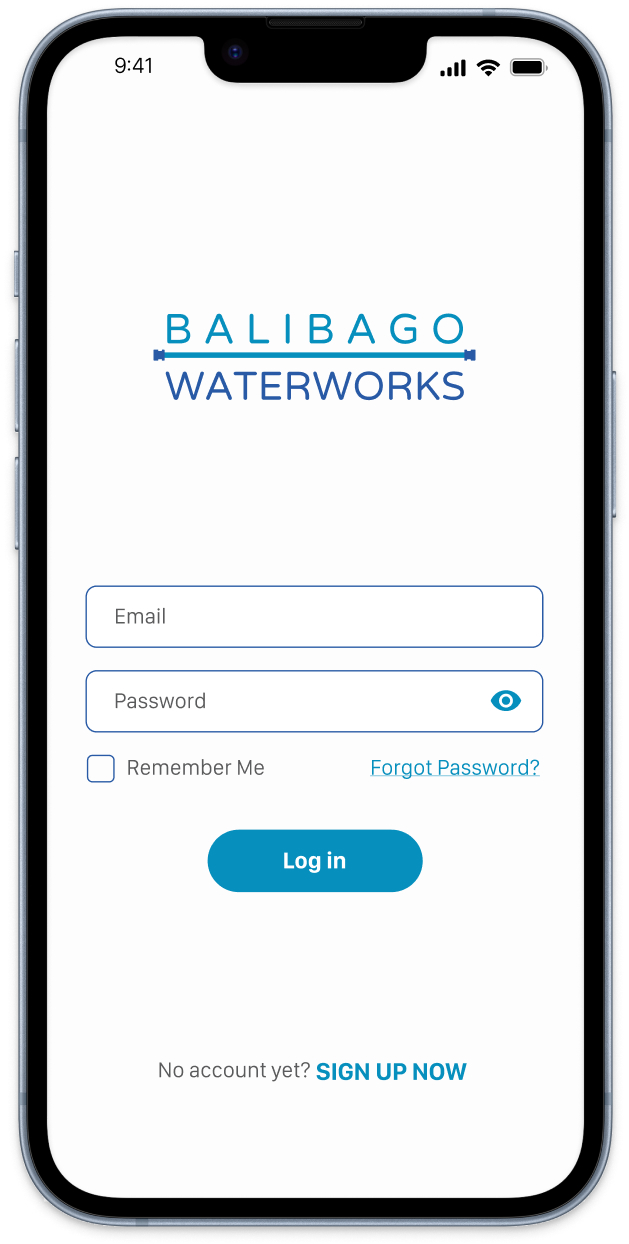 9:41
BALIBAGO
WATERWORKS
Email
Password
Remember Me Forgot Password?
Log in
No account yet? SIGN UP NOW